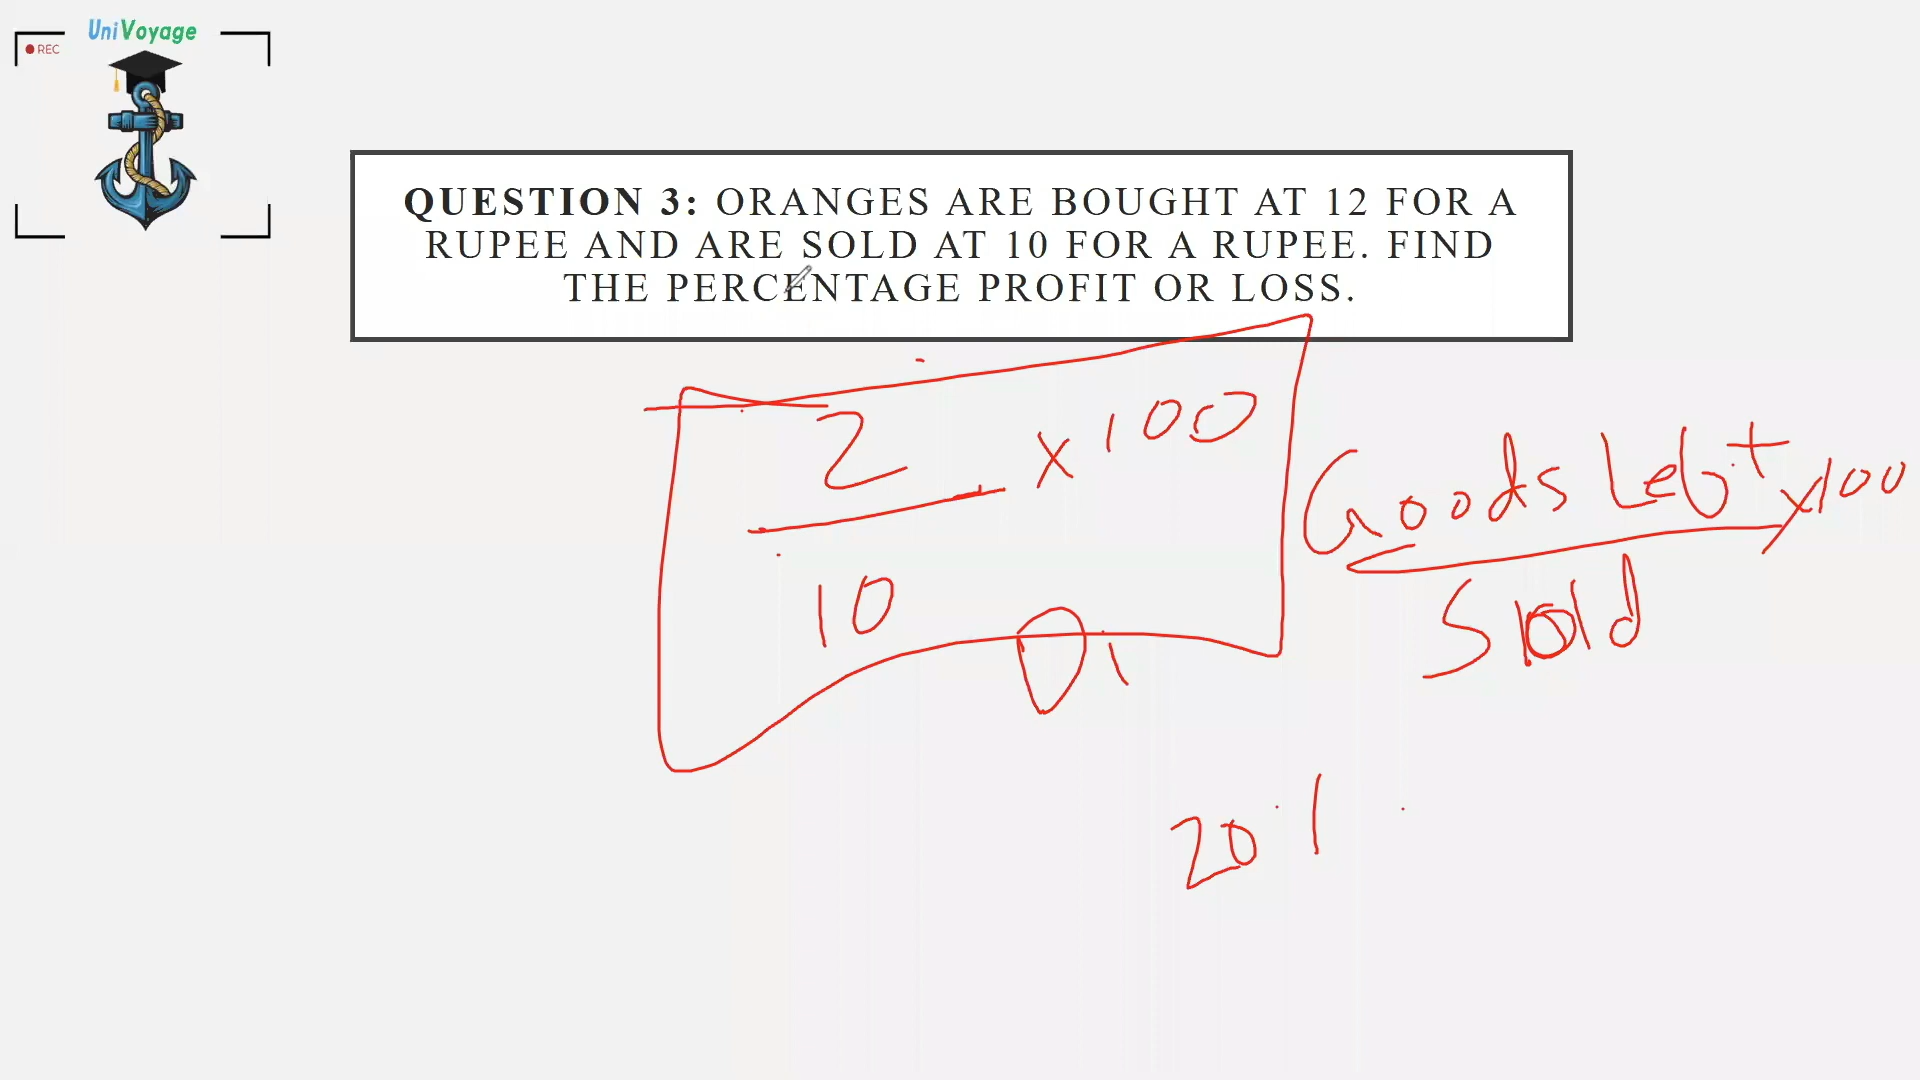 UniVoyage
REC
QUESTION 3: ORANGES ARE BOUGHT AT 12 FOR A
RUPEE AND ARE SOLD AT 10 FOR A RUPEE. FIND
THE PERCENTAGE PROFIT OR LOSS.
2
× 100
10
Goods Left × 100
Sold
20